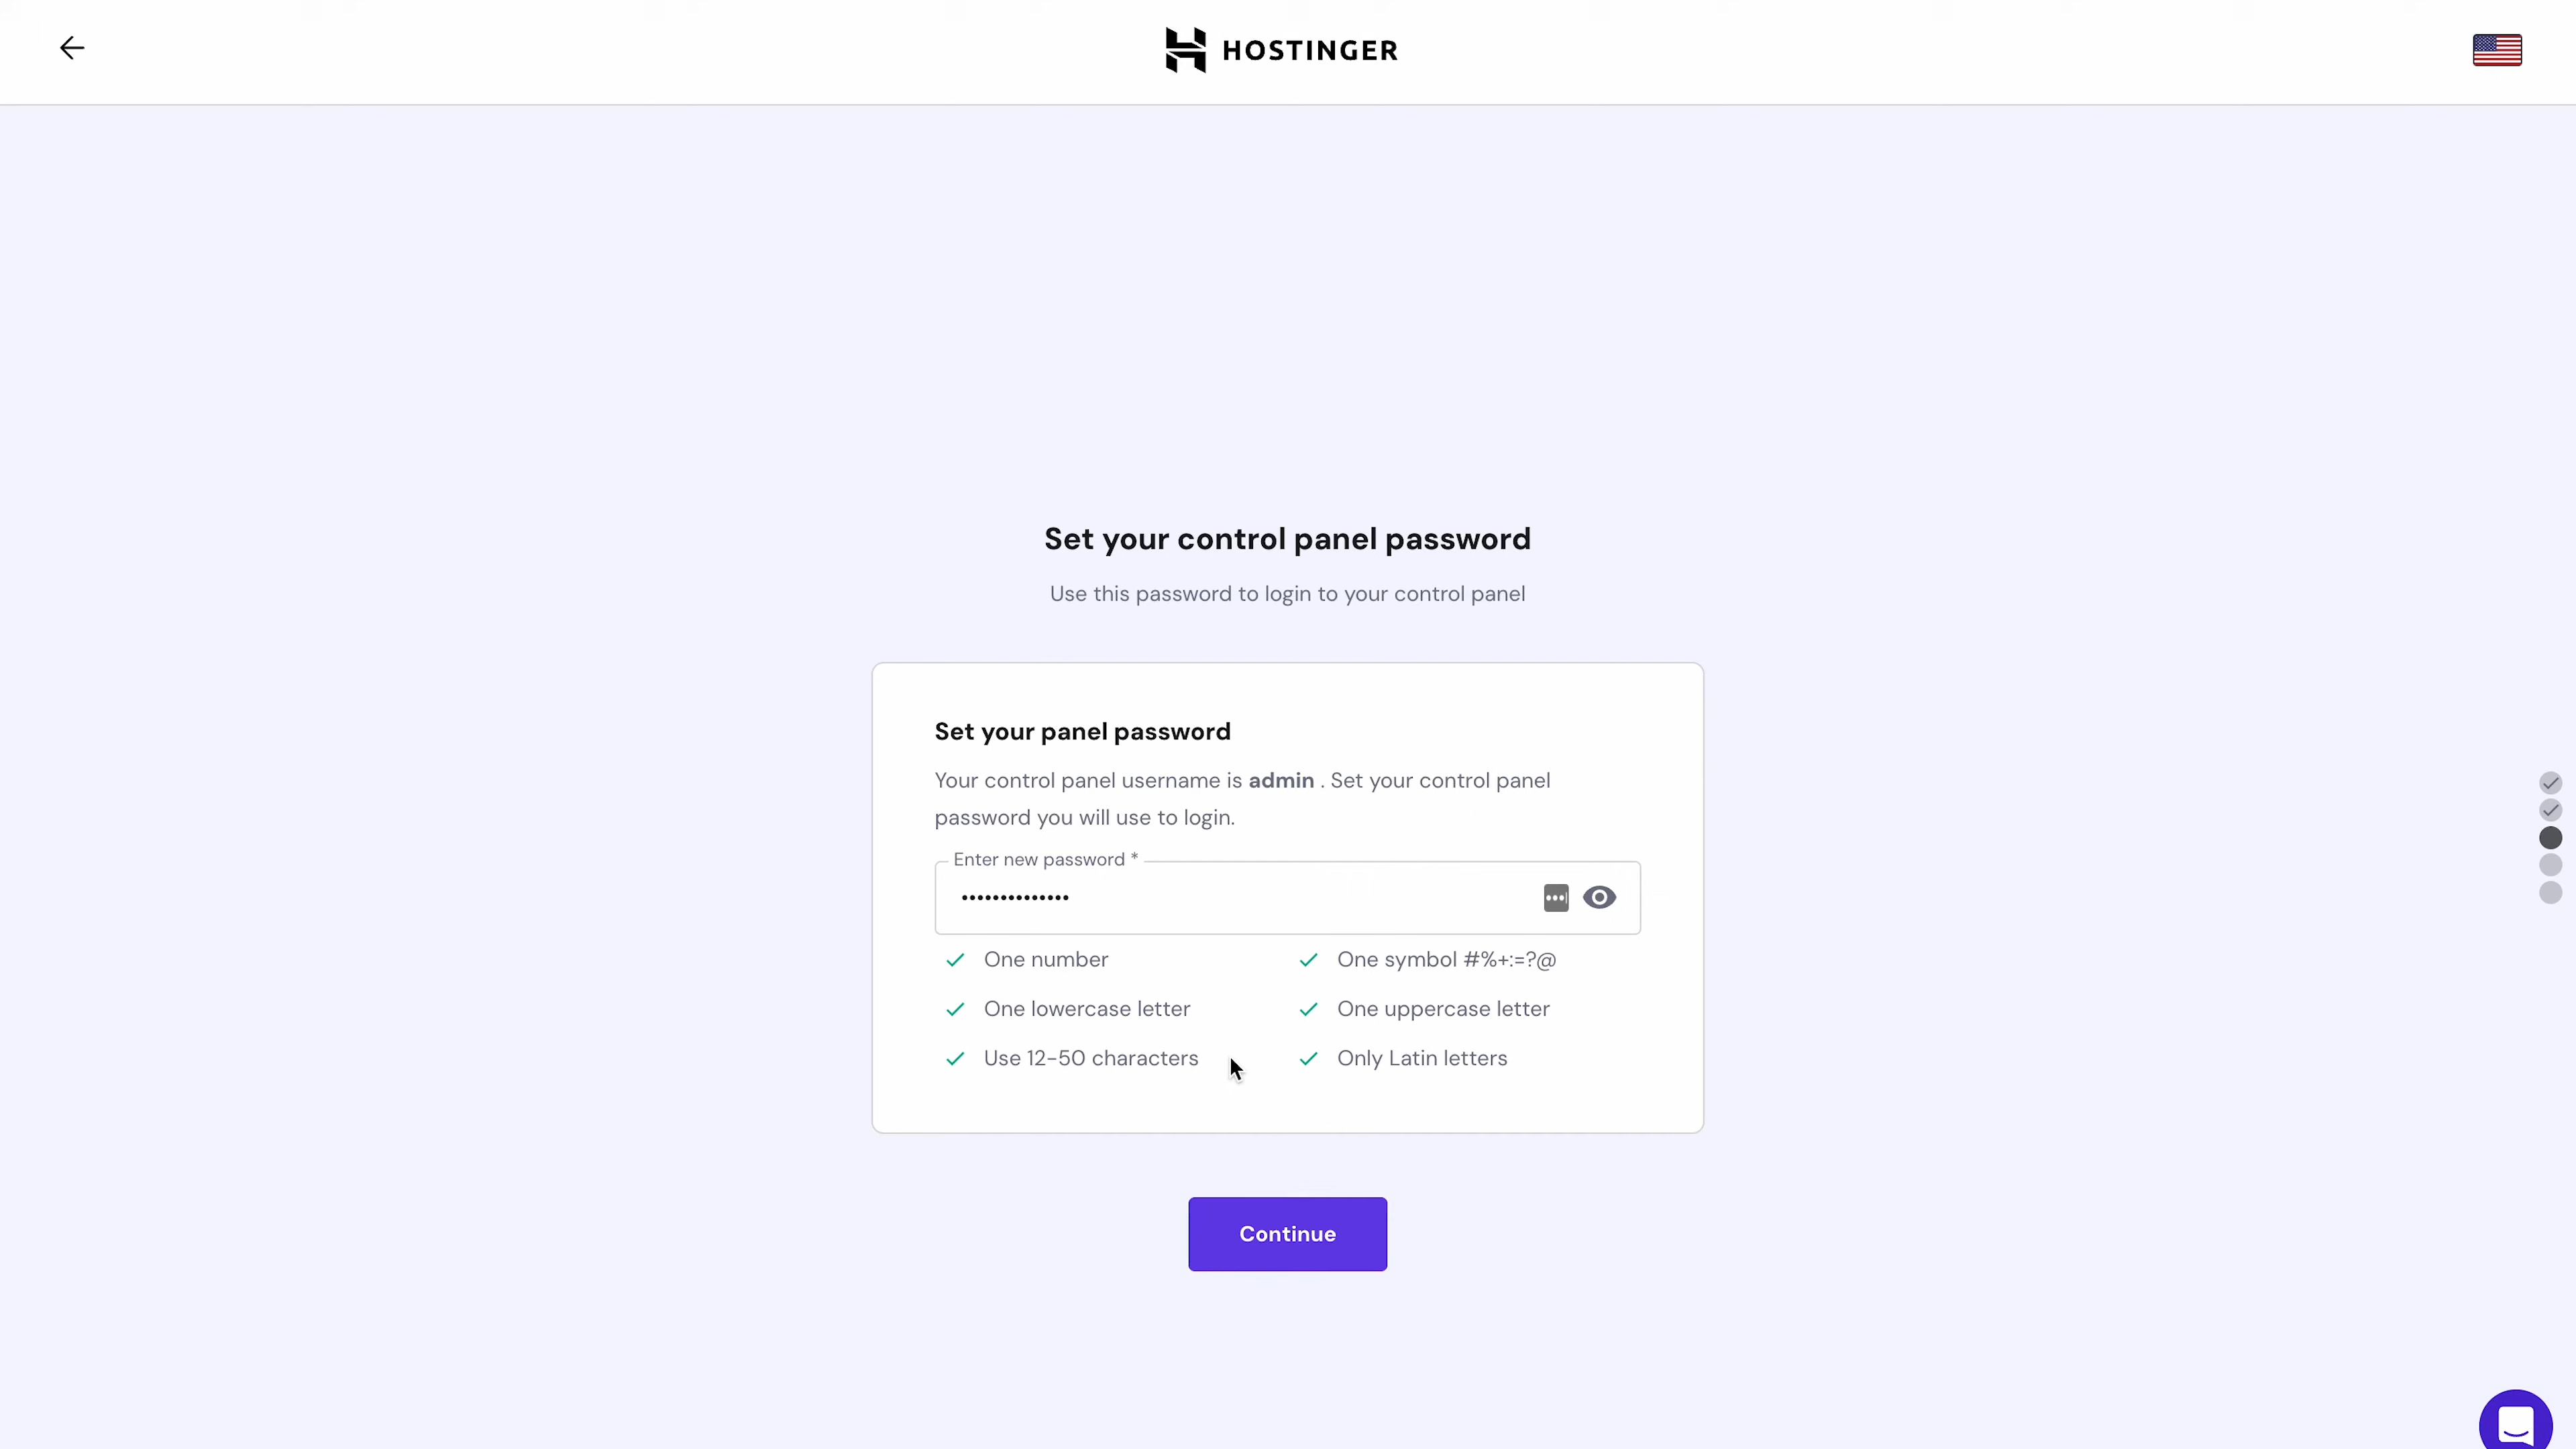 HOSTINGER
Set your control panel password
Use this password to login to your control panel
Set your panel password
Your control panel username is admin . Set your control panel
password you will use to login.
Enter new password *
••••••••••••••
One number
One symbol #%+:=?@
One lowercase letter
One uppercase letter
Use 12-50 characters
Only Latin letters
Continue